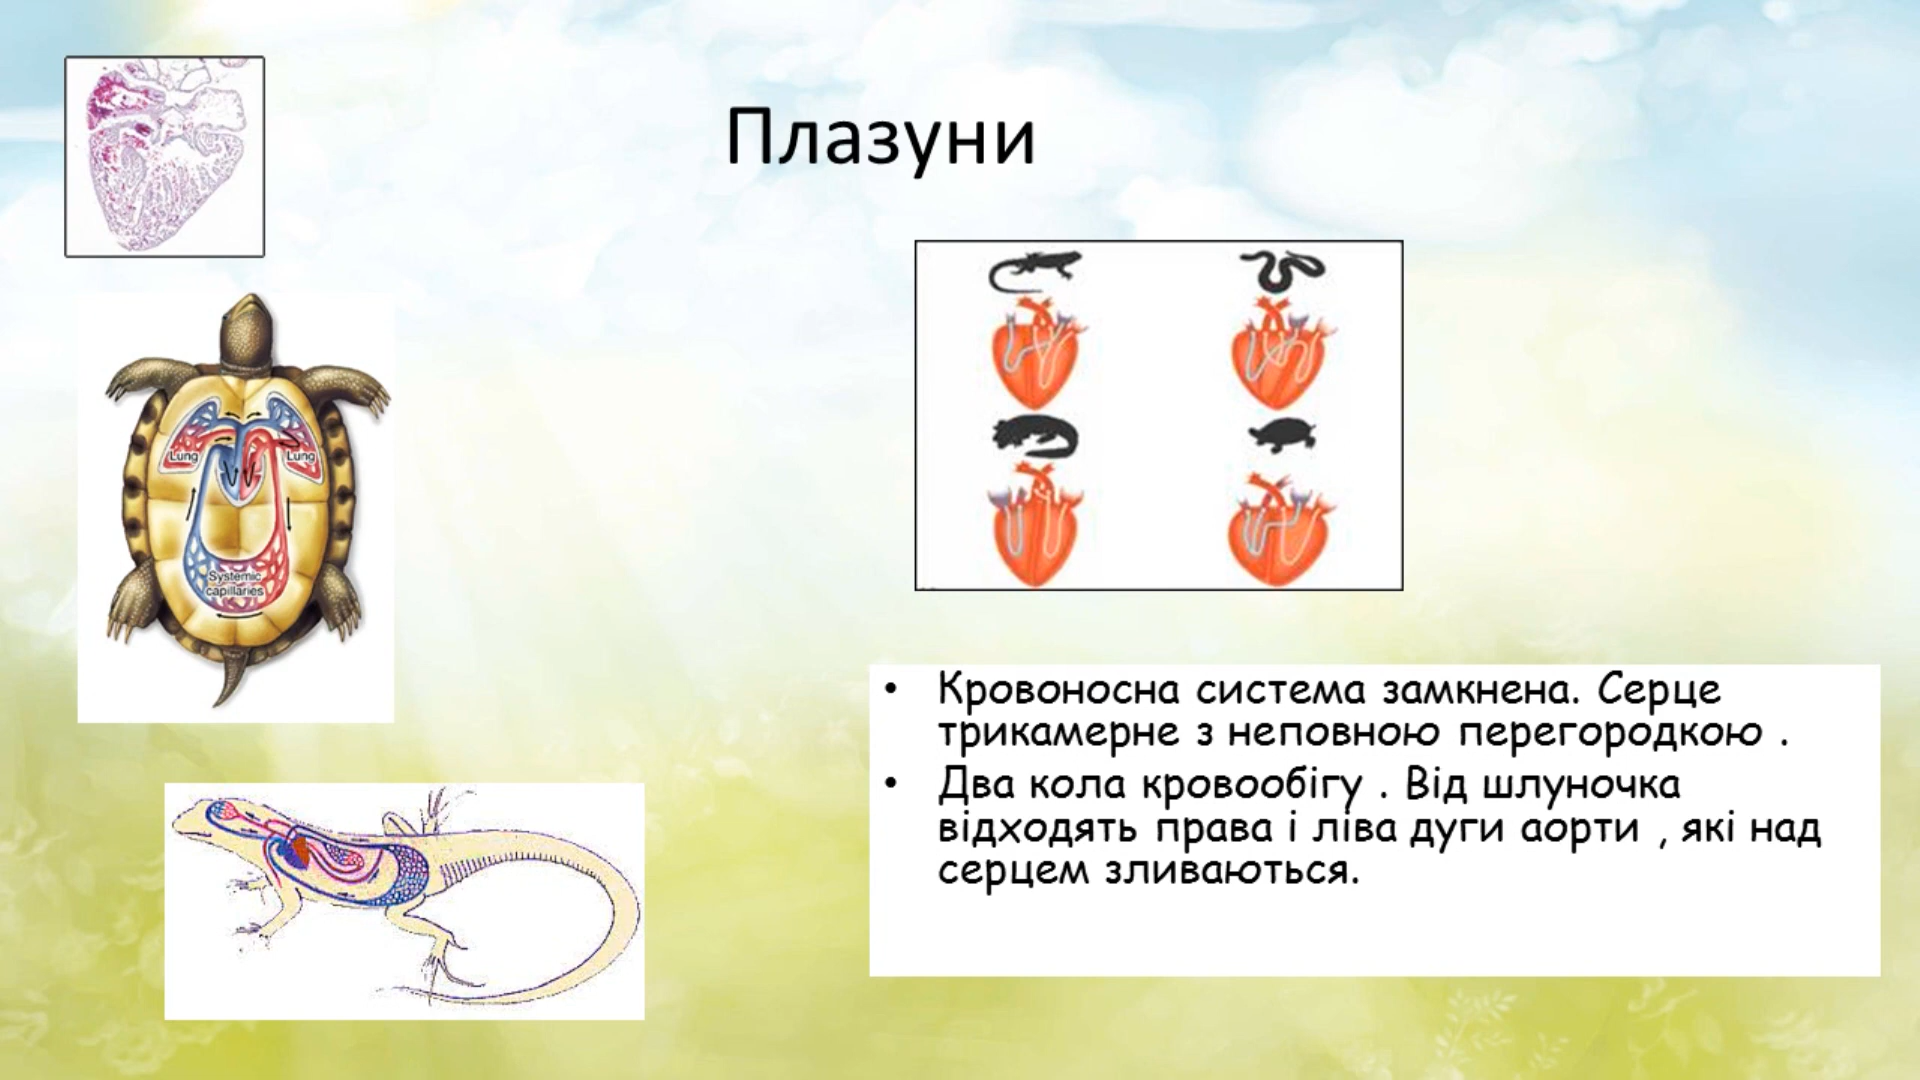 Плазуни
Lung
Lung
Systemic
capillaries
• Кровоносна система замкнена. Серце
трикамерне з неповною перегородкою .
• Два кола кровообігу . Від шлуночка
відходять права і ліва дуги аорти , які над
серцем зливаються.